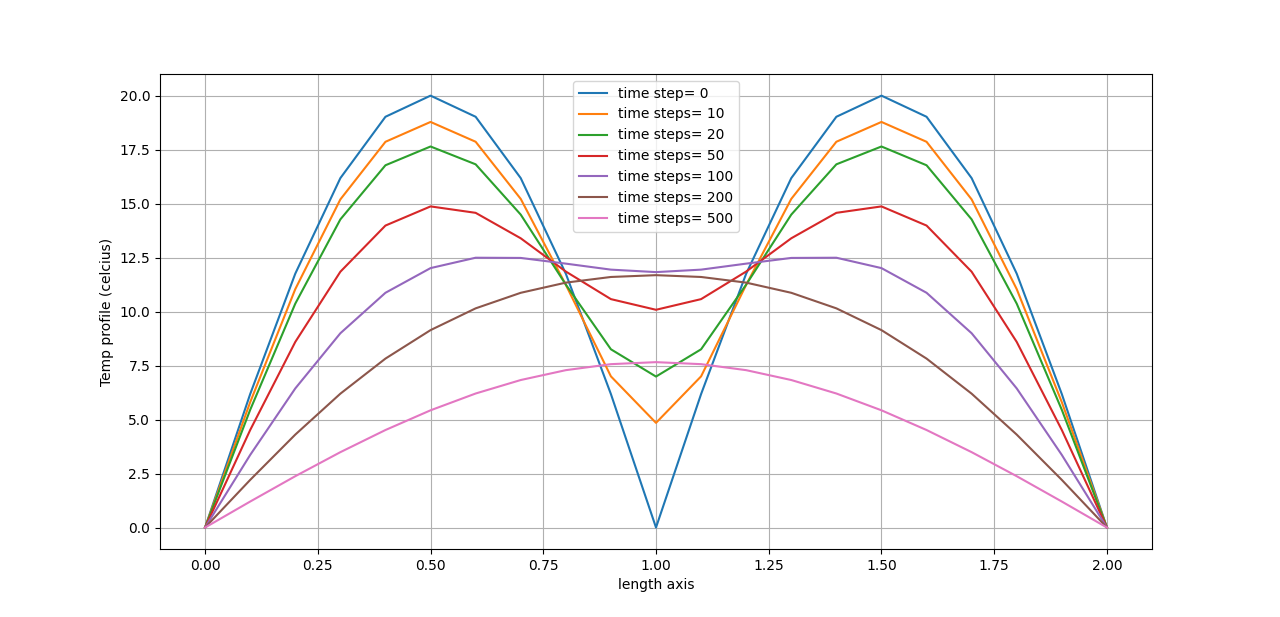 time step= 0
time steps= 10
time steps= 20
time steps= 50
time steps= 100
time steps= 200
time steps= 500
20.0
17.5
15.0
12.5
10.0
7.5
5.0
2.5
0.0
Temp profile (celcius)
0.00 0.25 0.50 0.75 1.00 1.25 1.50 1.75 2.00
length axis